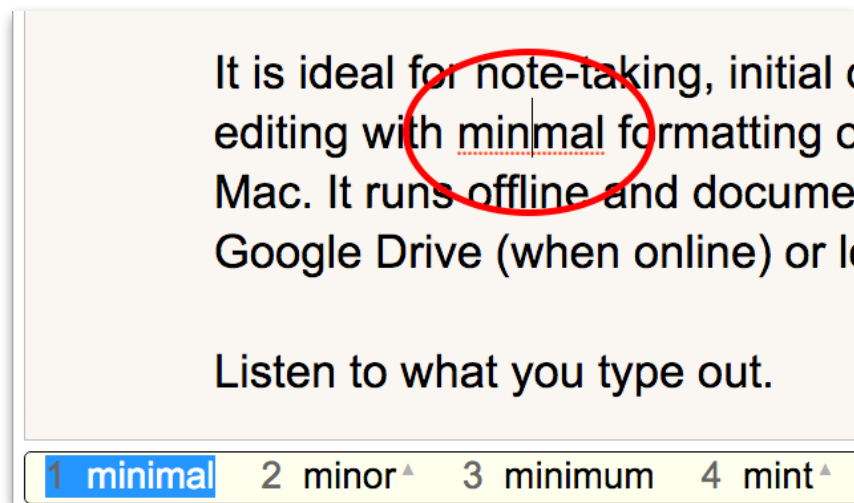 It is ideal for note-taking, initial
editing with minmal formatting
Mac. It runs offline and docume
Google Drive (when online) or
Listen to what you type out.
1 minimal 2 minor 3 minimum 4 mint